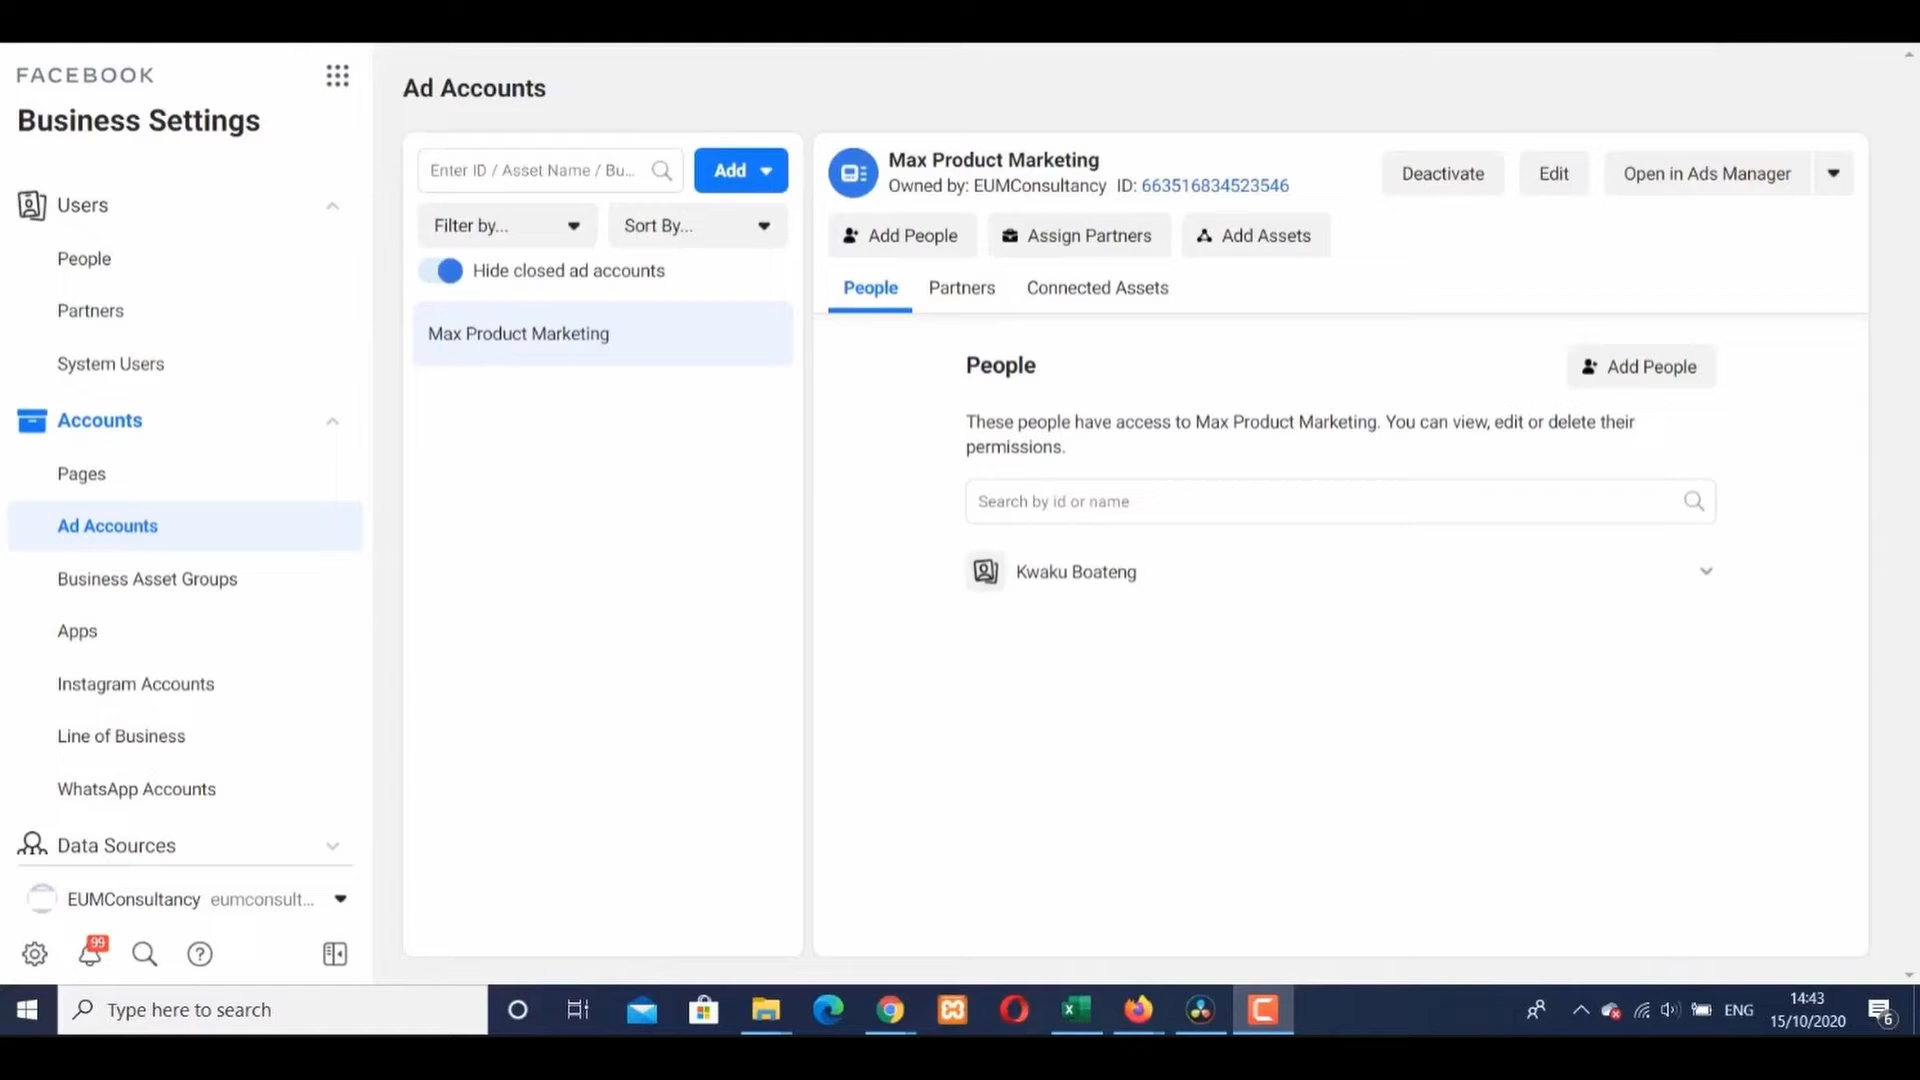 FACEBOOK
Business Settings
Users
People
Partners
System Users
Accounts
Pages
Ad Accounts
Business Asset Groups
Apps
Instagram Accounts
Line of Business
WhatsApp Accounts
Data Sources
EUMConsultancy eumconsult...
99
Ad Accounts
Enter ID / Asset Name / Bu...
Add
Filter by...
Sort By...
Hide closed ad accounts
Max Product Marketing
Max Product Marketing
Owned by: EUMConsultancy ID: 663516834523546
Deactivate
Edit
Open in Ads Manager
Add People
Assign Partners
Add Assets
People
Partners
Connected Assets
People
Add People
These people have access to Max Product Marketing. You can view, edit or delete their
permissions.
Search by id or name
Kwaku Boateng
Type here to search
ENG
14:43
15/10/2020
6